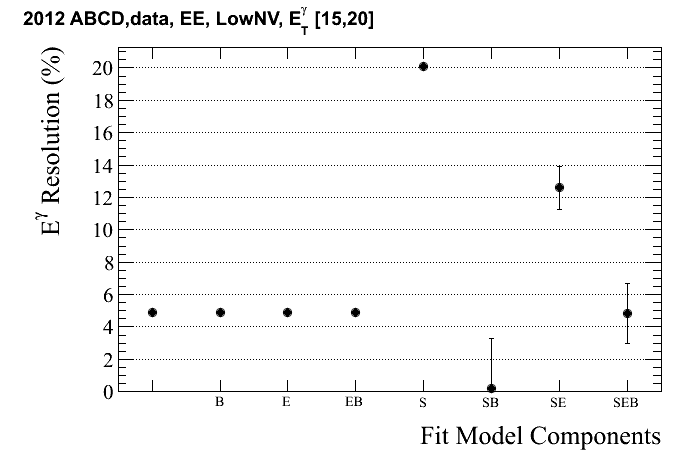 2012 ABCD,data, EE, LowNV, E_T^γ [15,20]
E^γ Resolution (%)
20
18
16
14
12
10
8
6
4
2
0
B E EB S SB SE SEB
Fit Model Components